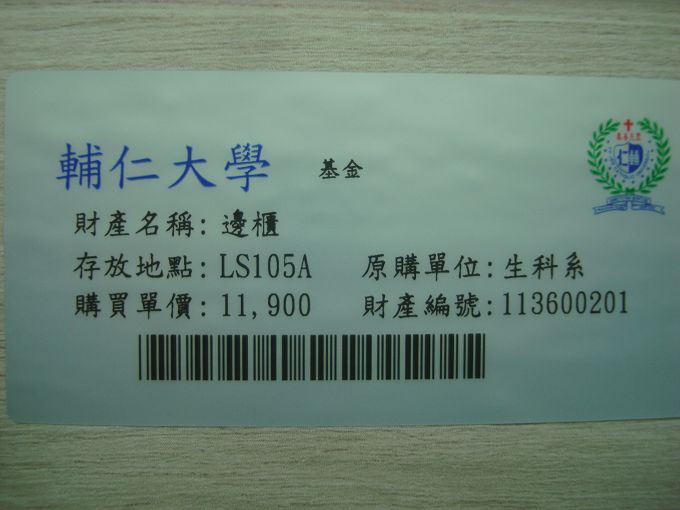 輔仁大學 基金
財產名稱: 邊櫃
存放地點: LS105A 原購單位: 生科系
購買單價: 11,900 財產編號: 113600201